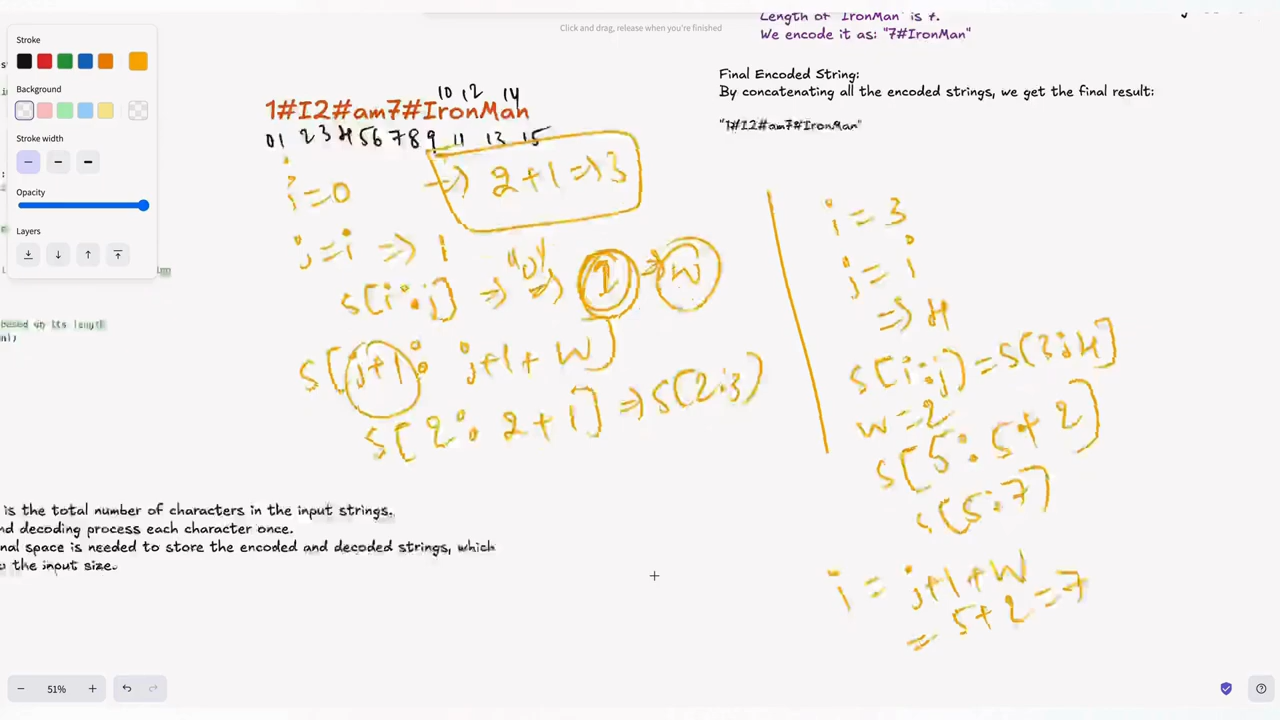 Length of "IronMan" is 7.
Click and drag, release when you're finished
We encode it as: "7#IronMan"
Stroke
Background
Stroke width
Opacity
Layers
Final Encoded String:
By concatenating all the encoded strings, we get the final result:
"1#I2#am7#IronMan"
10 12 14
1#I2#am7#IronMan
0 1 2 3 4 5 6 7 8 9 11 13 15
i=0
=> 2+1=>3
j=i => 1
s[i:j] => "0" => 1 => W
s[j+1: j+1+W]
s[2: 2+1] => s[2:3]
i=3
j=i
=>4
s[i:j]=s[3:4]
w=2
s[5:5+2]
s[5:7]
i = j+1+W
= 5+2=7
based on its length
is the total number of characters in the input strings.
nd decoding process each character once.
nal space is needed to store the encoded and decoded strings, which
the input size.
51%